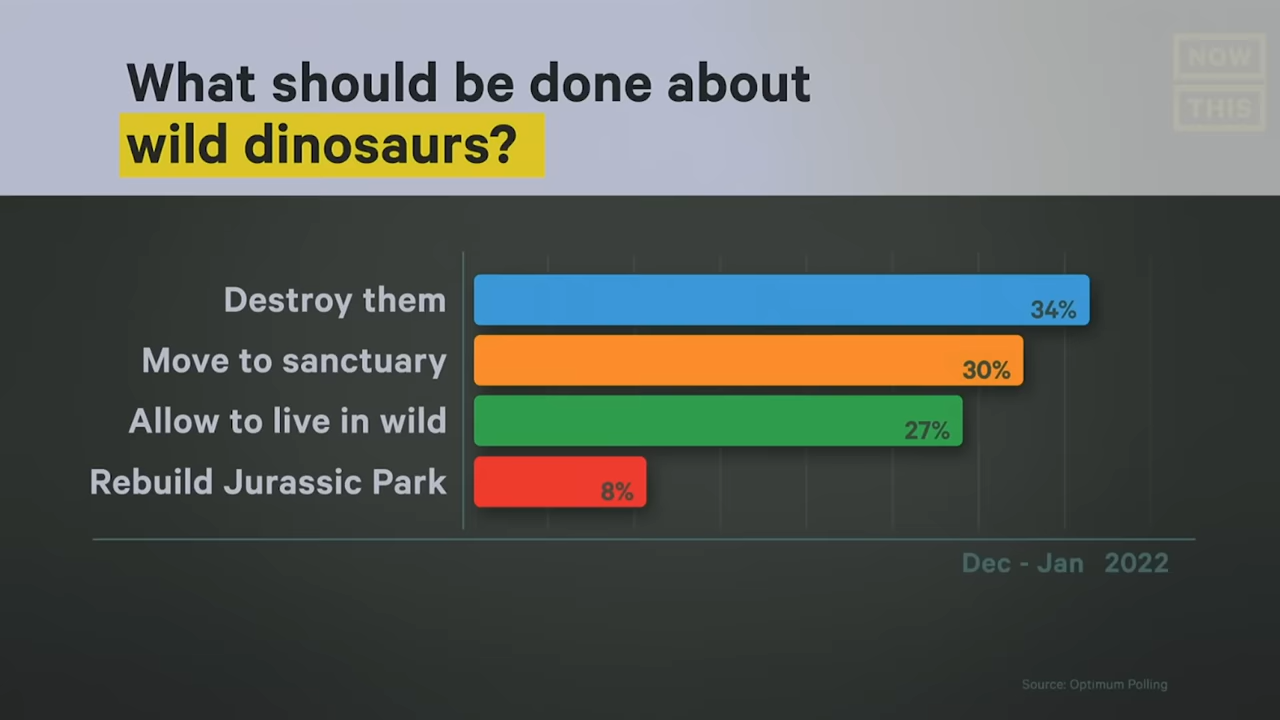 What should be done about
wild dinosaurs?
NOW
THIS
Destroy them
34%
Move to sanctuary
30%
Allow to live in wild
27%
Rebuild Jurassic Park
8%
Dec - Jan 2022
Source: Optimum Polling